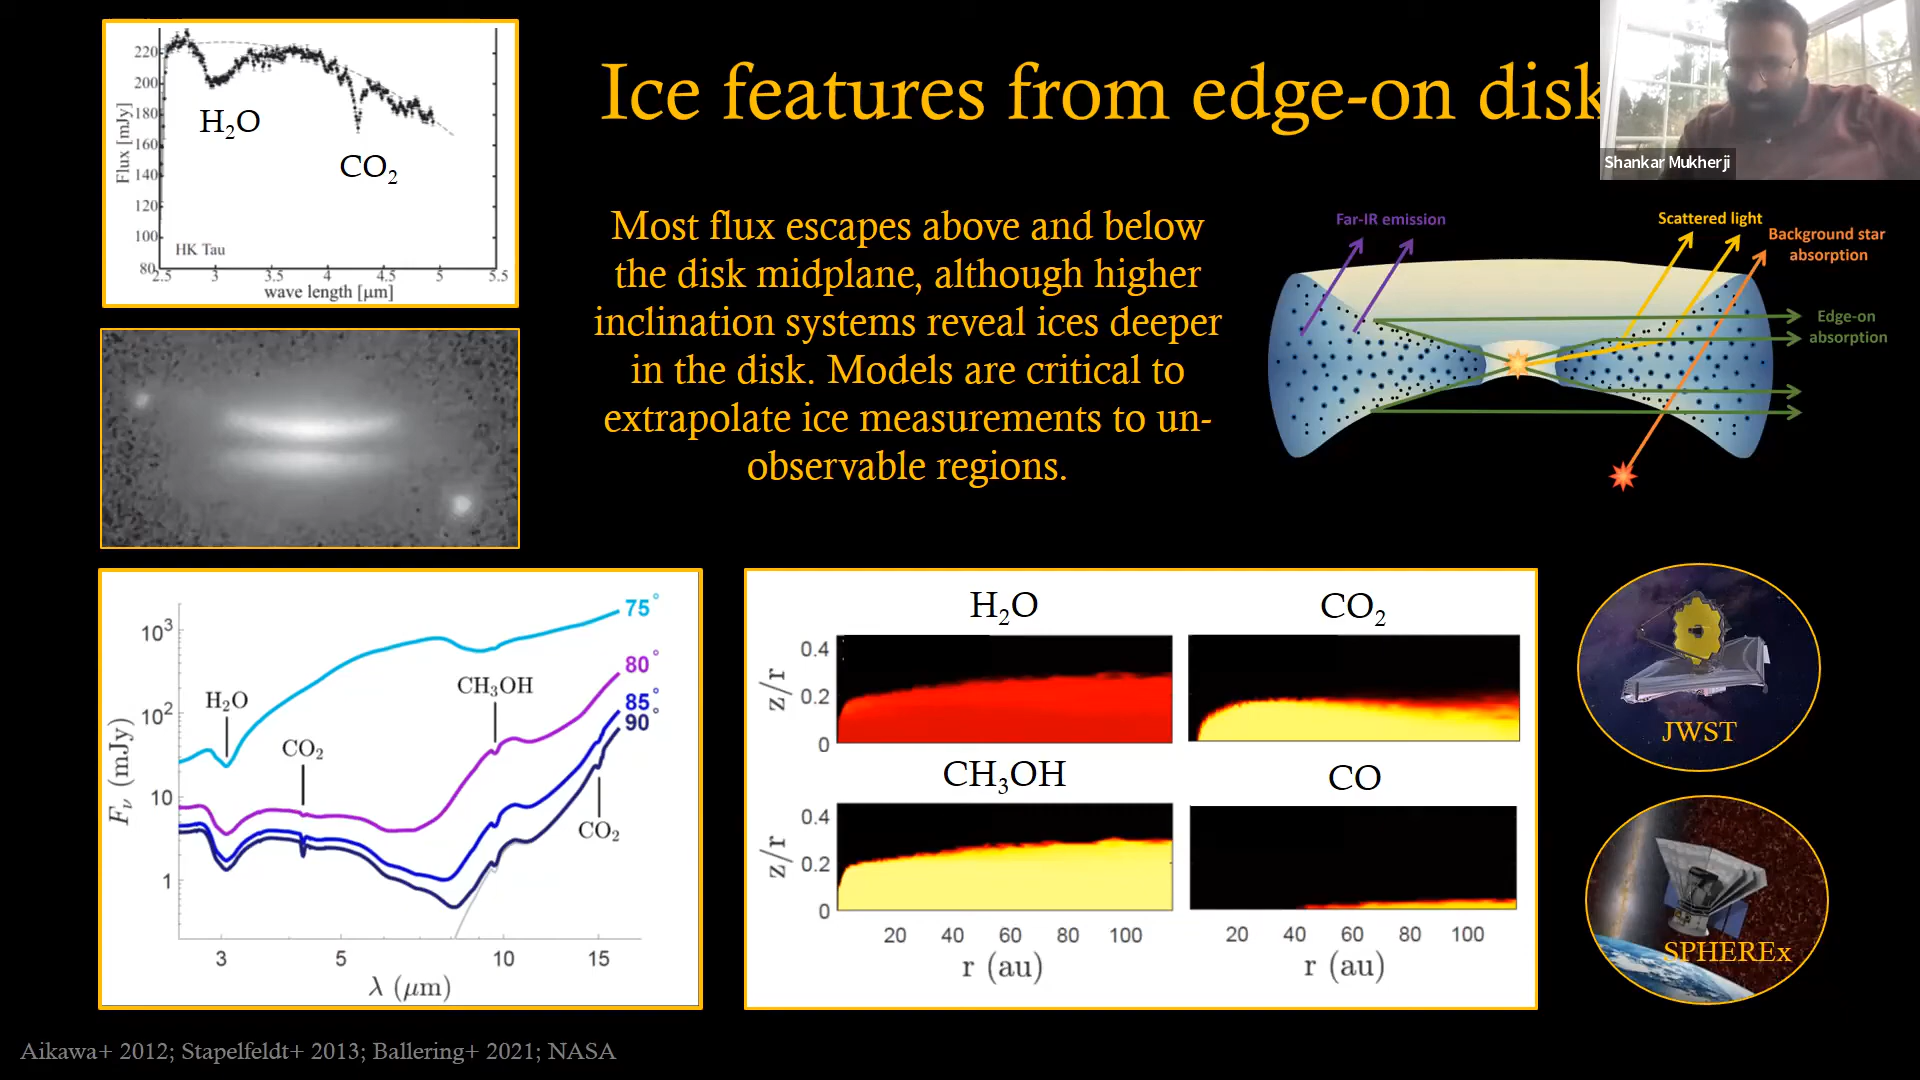 220
200
180
160
140
120
100
80
Flux [mJy]
H₂O
CO₂
HK Tau
2.5 3 3.5 4 4.5 5 5.5
wave length [μm]
Ice features from edge-on disk
Shankar Mukherji
Most flux escapes above and below
the disk midplane, although higher
inclination systems reveal ices deeper
in the disk. Models are critical to
extrapolate ice measurements to un-
observable regions.
Far-IR emission
Scattered light
Background star
absorption
Edge-on
absorption
75°
80°
85°
90°
H₂O
CO₂
CH₃OH
CO₂
10³
10²
10
1
Fν (mJy)
3 5 10 15
λ (μm)
H₂O
CO₂
0.4
0.2
0
z/r
CH₃OH
CO
0.4
0.2
0
z/r
20 40 60 80 100
20 40 60 80 100
r (au)
r (au)
JWST
SPHEREx
Aikawa+ 2012; Stapelfeldt+ 2013; Ballering+ 2021; NASA